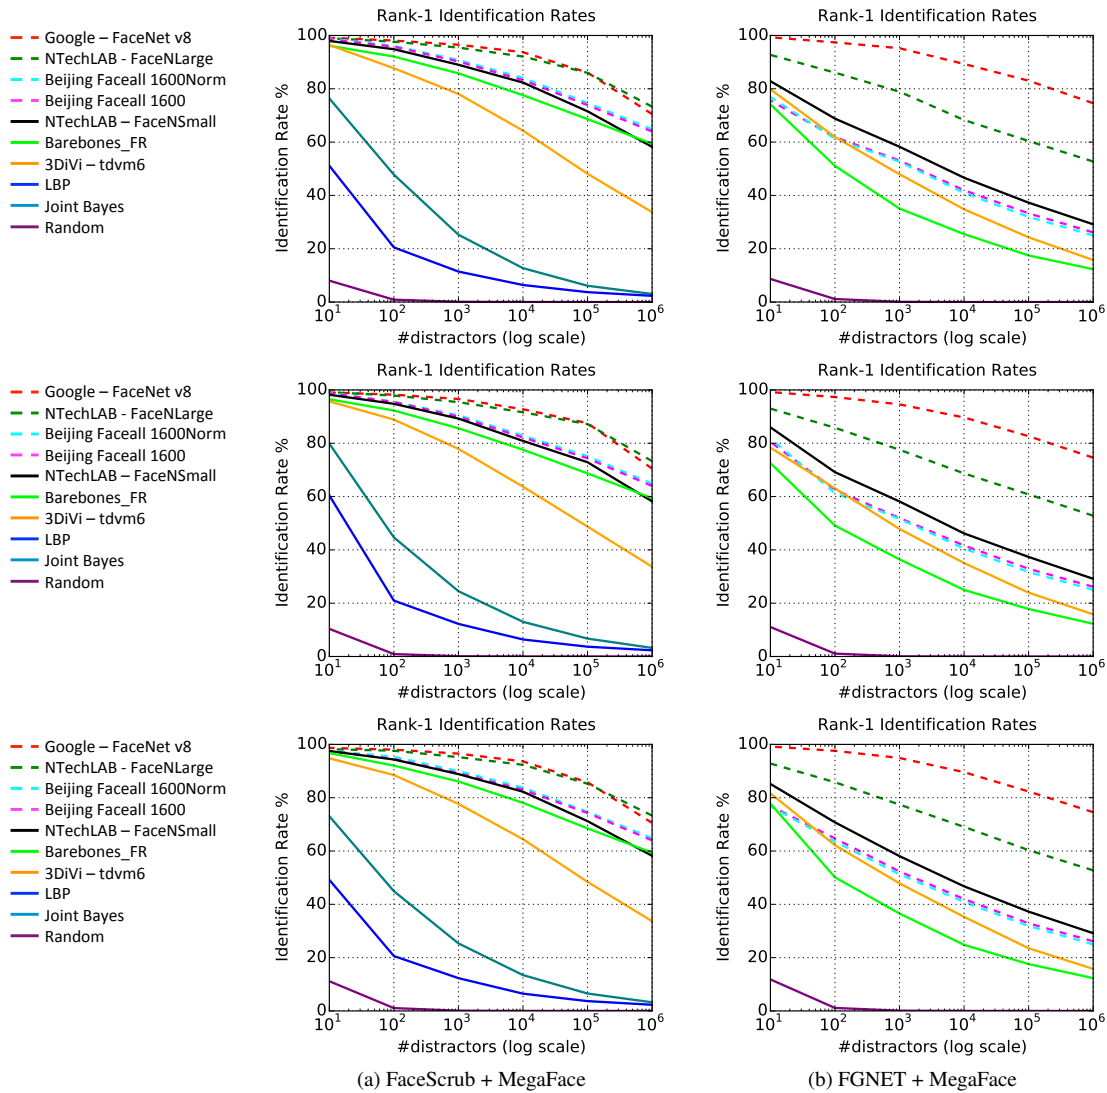 Rank-1 Identification Rates
Rank-1 Identification Rates
Google – FaceNet v8
NTechLAB - FaceNLarge
Beijing Faceall 1600Norm
Beijing Faceall 1600
NTechLAB – FaceNSmall
Barebones_FR
3DiVi – tdvm6
LBP
Joint Bayes
Random
Identification Rate %
100
80
60
40
20
0
10^1 10^2 10^3 10^4 10^5 10^6
#distractors (log scale)
Identification Rate %
100
80
60
40
20
0
10^1 10^2 10^3 10^4 10^5 10^6
#distractors (log scale)
Rank-1 Identification Rates
Rank-1 Identification Rates
Google – FaceNet v8
NTechLAB - FaceNLarge
Beijing Faceall 1600Norm
Beijing Faceall 1600
NTechLAB – FaceNSmall
Barebones_FR
3DiVi – tdvm6
LBP
Joint Bayes
Random
Identification Rate %
100
80
60
40
20
0
10^1 10^2 10^3 10^4 10^5 10^6
#distractors (log scale)
Identification Rate %
100
80
60
40
20
0
10^1 10^2 10^3 10^4 10^5 10^6
#distractors (log scale)
Rank-1 Identification Rates
Rank-1 Identification Rates
Google – FaceNet v8
NTechLAB - FaceNLarge
Beijing Faceall 1600Norm
Beijing Faceall 1600
NTechLAB – FaceNSmall
Barebones_FR
3DiVi – tdvm6
LBP
Joint Bayes
Random
Identification Rate %
100
80
60
40
20
0
10^1 10^2 10^3 10^4 10^5 10^6
#distractors (log scale)
Identification Rate %
100
80
60
40
20
0
10^1 10^2 10^3 10^4 10^5 10^6
#distractors (log scale)
(a) FaceScrub + MegaFace
(b) FGNET + MegaFace